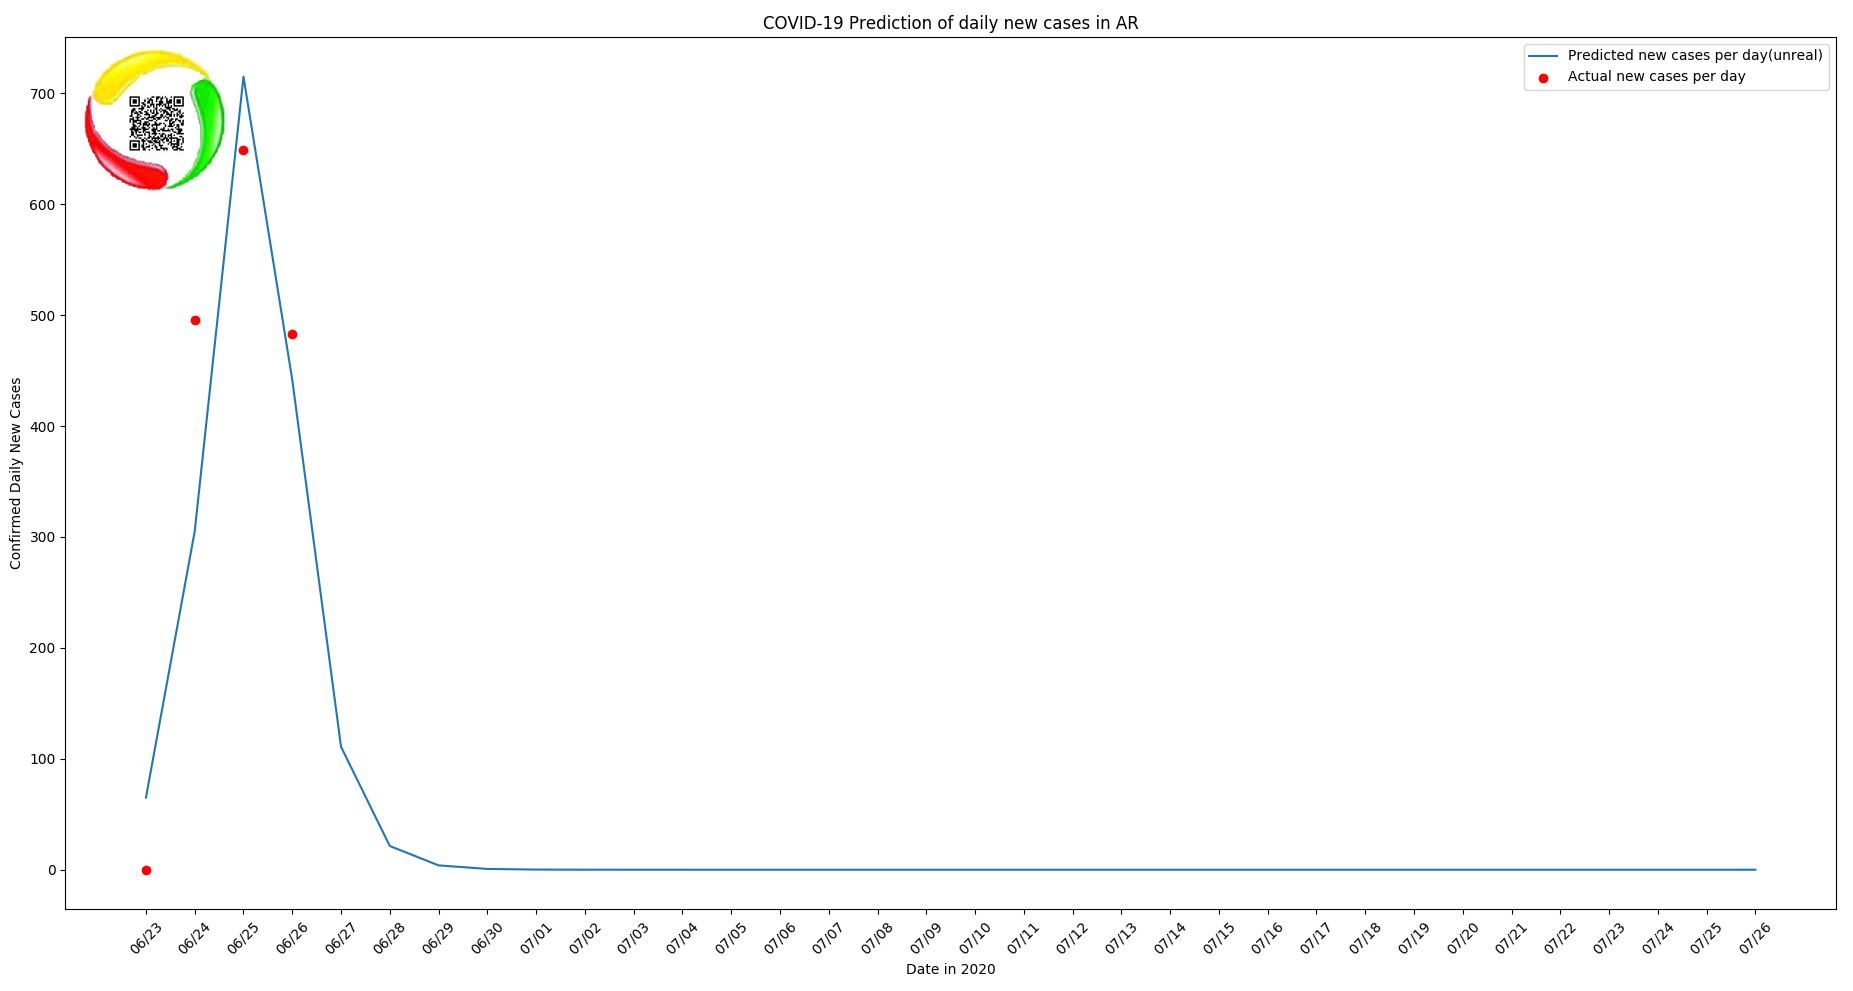 COVID-19 Prediction of daily new cases in AR
Predicted new cases per day(unreal)
Actual new cases per day
Confirmed Daily New Cases
700
600
500
400
300
200
100
0
06/23 06/24 06/25 06/26 06/27 06/28 06/29 06/30 07/01 07/02 07/03 07/04 07/05 07/06 07/07 07/08 07/09 07/10 07/11 07/12 07/13 07/14 07/15 07/16 07/17 07/18 07/19 07/20 07/21 07/22 07/23 07/24 07/25 07/26
Date in 2020